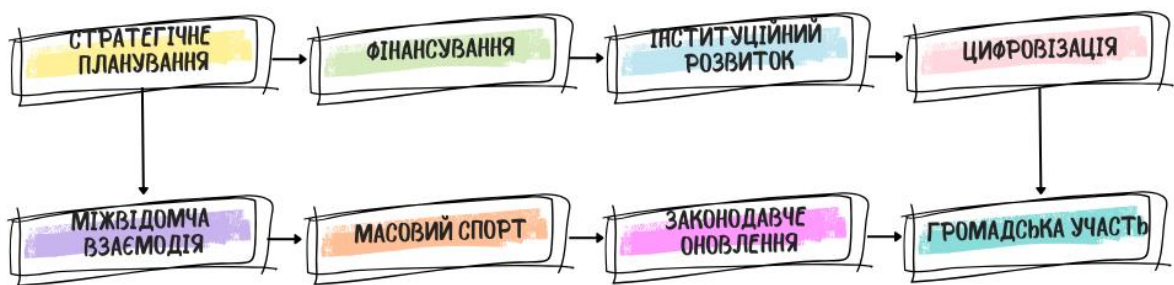 СТРАТЕГІЧНЕ
ПЛАНУВАННЯ
ФІНАНСУВАННЯ
ІНСТИТУЦІЙНИЙ
РОЗВИТОК
ЦИФРОВІЗАЦІЯ
МІЖВІДОМЧА
ВЗАЄМОДІЯ
МАСОВИЙ СПОРТ
ЗАКОНОДАВЧЕ
ОНОВЛЕННЯ
ГРОМАДСЬКА УЧАСТЬ